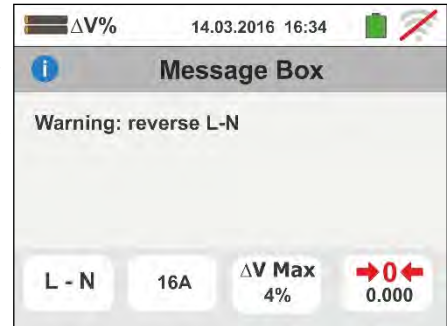 ΔV% 14.03.2016 16:34
i Message Box
Warning: reverse L-N
L - N 16A ΔV Max 4% ➔0← 0.000